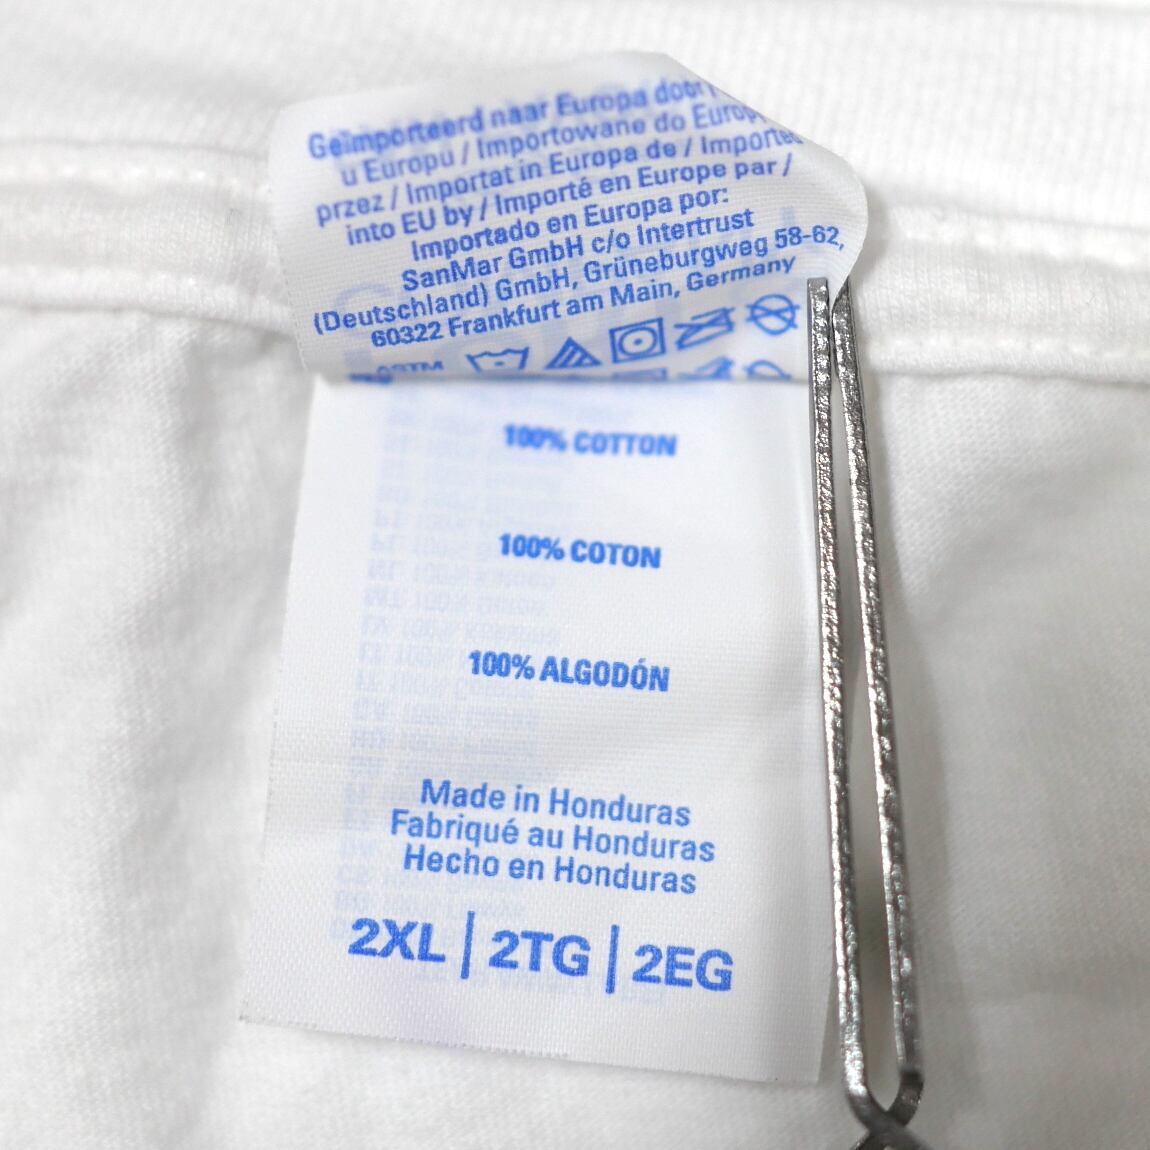 Geïmporteerd naar Europa door
u Europu / Importowane do Europy
przez / Importat in Europa de / Imported
into EU by / Importé en Europe par /
Importado en Europa por:
SanMar GmbH c/o Intertrust
(Deutschland) GmbH, Grüneburgweg 58-62,
60322 Frankfurt am Main, Germany
ASTM
100% COTTON
100% COTON
100% ALGODÓN
Made in Honduras
Fabriqué au Honduras
Hecho en Honduras
2XL | 2TG | 2EG